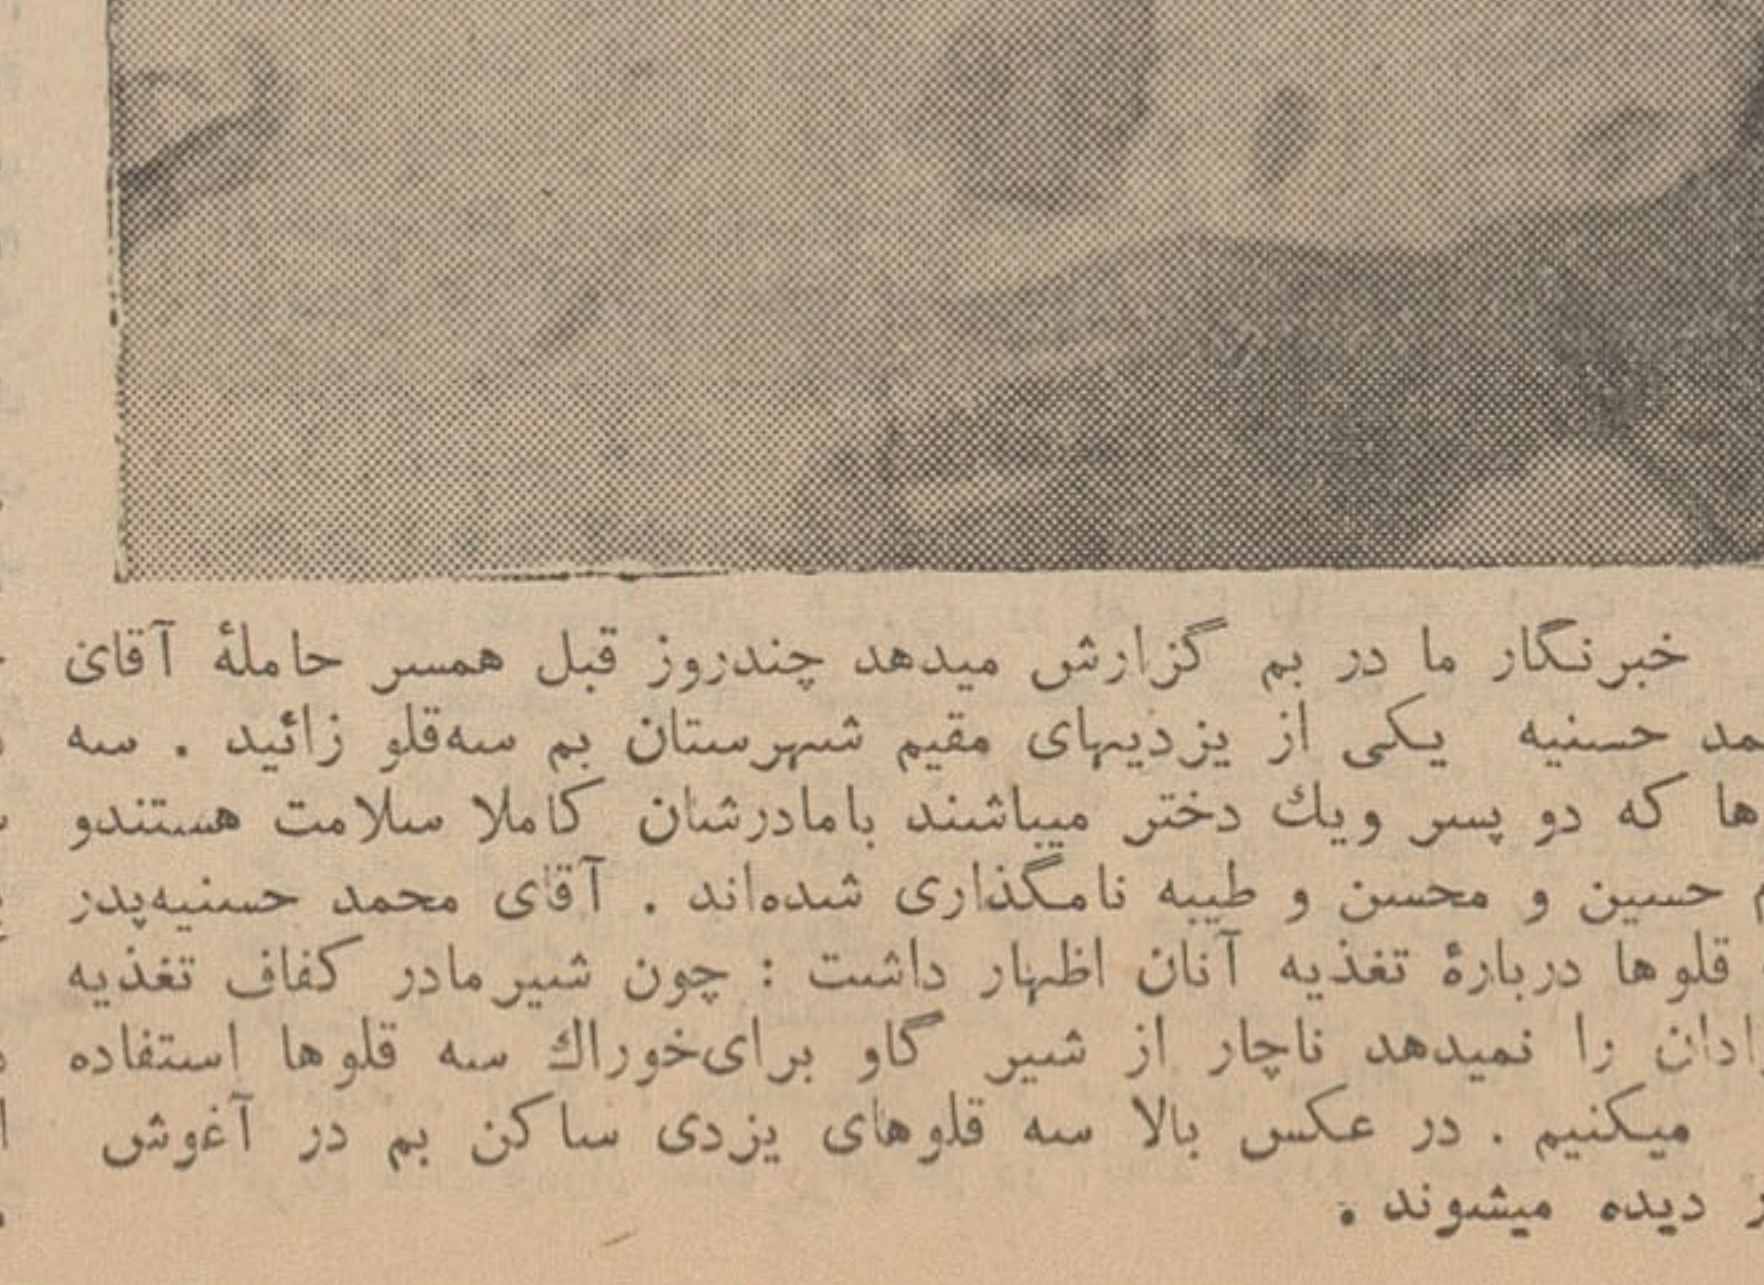 خبرنگار ما در بم گزارش میدهد چندروز قبل همسر حاملهٔ آقای
حسنیه یکی از یزدیهای مقیم شهرستان بم سه‌قلو زائید . سه
ها که دو پسر ویك دختر میباشند بامادرشان کاملا سلامت هستندو
حسین و محسن و طیبه نامگذاری شده‌اند . آقای محمد حسنیه‌پدر
قلوها دربارهٔ تغذیه آنان اظهار داشت : چون شیرمادر کفاف تغذیه
را نمیدهد ناچار از شیر گاو برای‌خوراك سه قلوها استفاده
میکنیم . در عکس بالا سه قلوهای یزدی ساکن بم در آغوش
دیده میشوند .